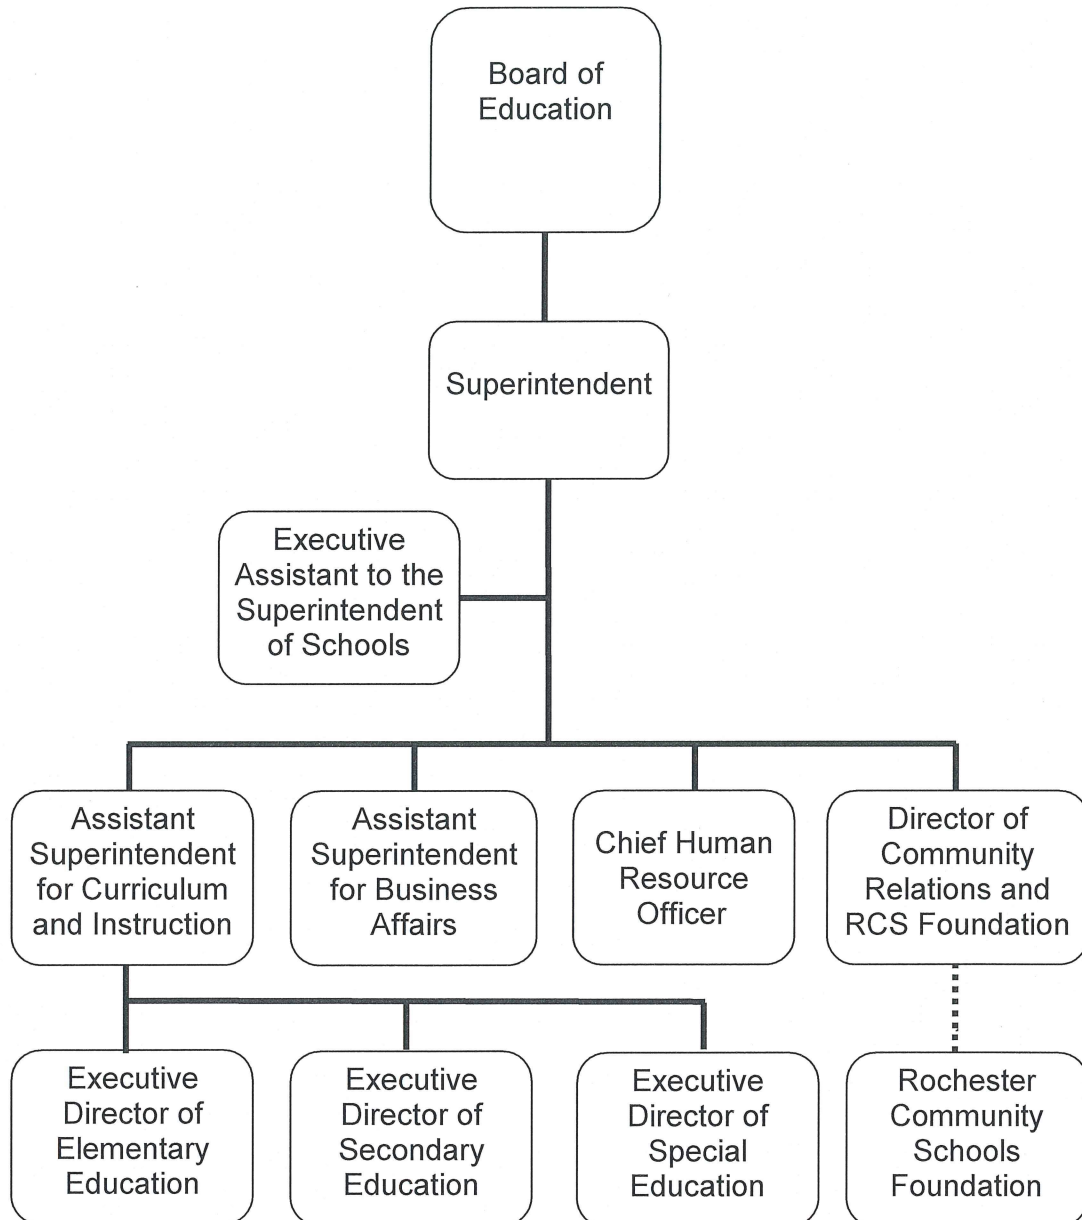 Board of
Education
Superintendent
Executive
Assistant to the
Superintendent
of Schools
Assistant
Superintendent
for Curriculum
and Instruction
Assistant
Superintendent
for Business
Affairs
Chief Human
Resource
Officer
Director of
Community
Relations and
RCS Foundation
Executive
Director of
Elementary
Education
Executive
Director of
Secondary
Education
Executive
Director of
Special
Education
Rochester
Community
Schools
Foundation